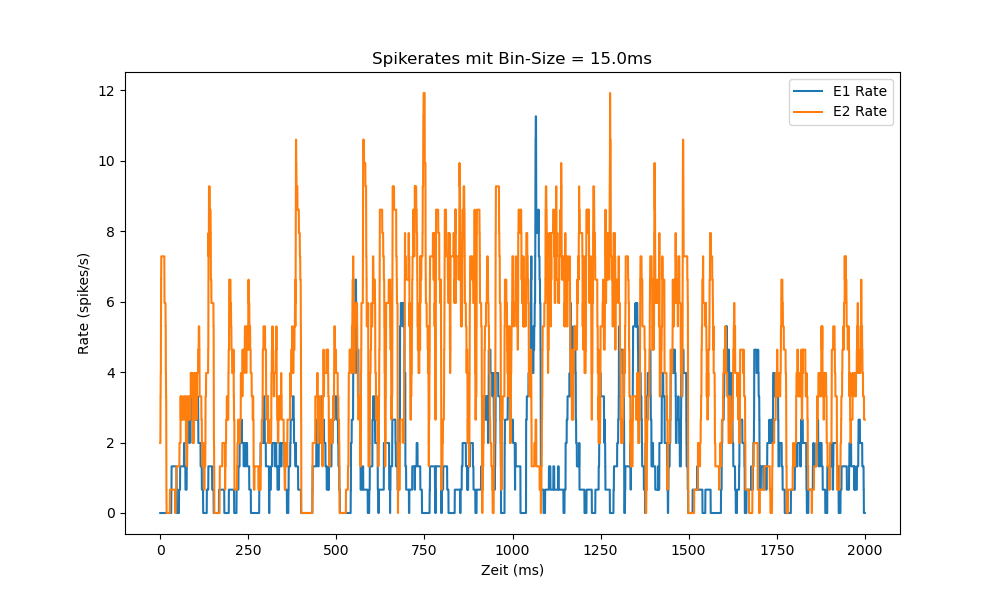 Spikerates mit Bin-Size = 15.0ms
E1 Rate
E2 Rate
12
10
8
6
4
2
0
Rate (spikes/s)
0 250 500 750 1000 1250 1500 1750 2000
Zeit (ms)